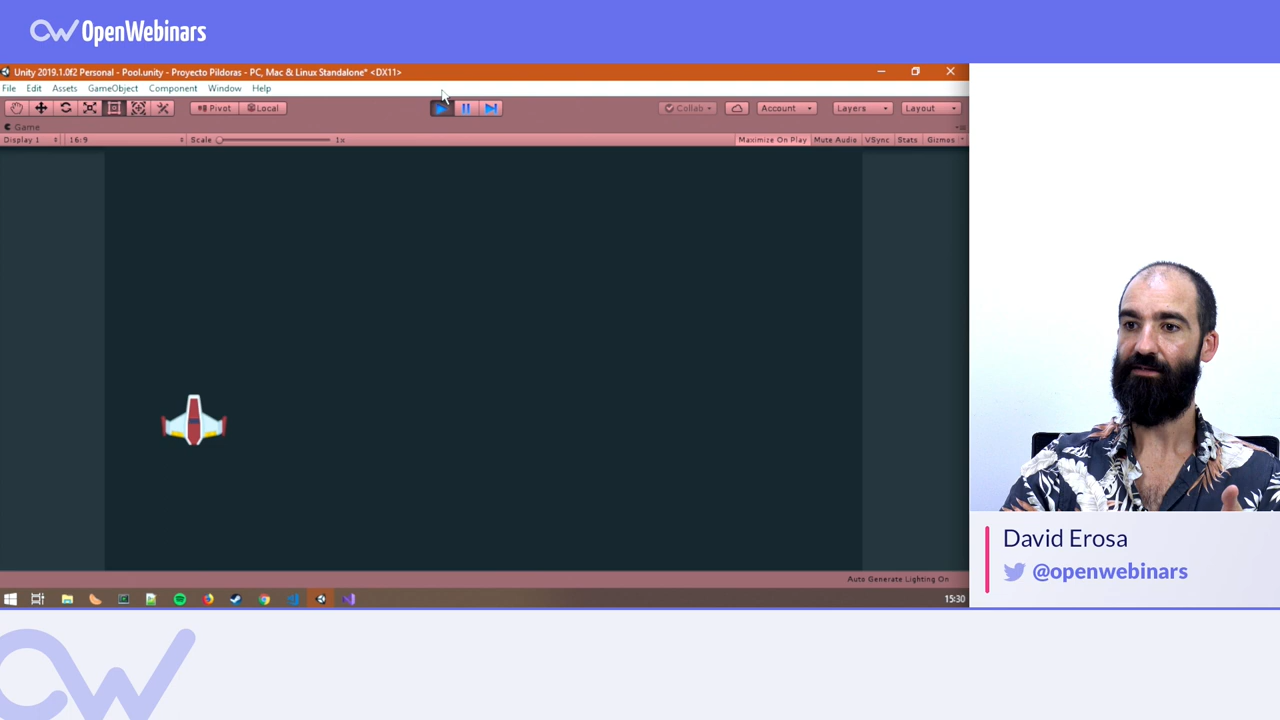 OpenWebinars
Unity 2019.1.0f2 Personal - Pool.unity - Proyecto Pildoras - PC, Mac & Linux Standalone* <DX11>
File Edit Assets GameObject Component Window Help
Pivot Local Collab Account Layers Layout
Game
Display 1 16:9 Scale 1x Maximize On Play Mute Audio VSync Stats Gizmos
Auto Generate Lighting On
15:30
David Erosa
@openwebinars